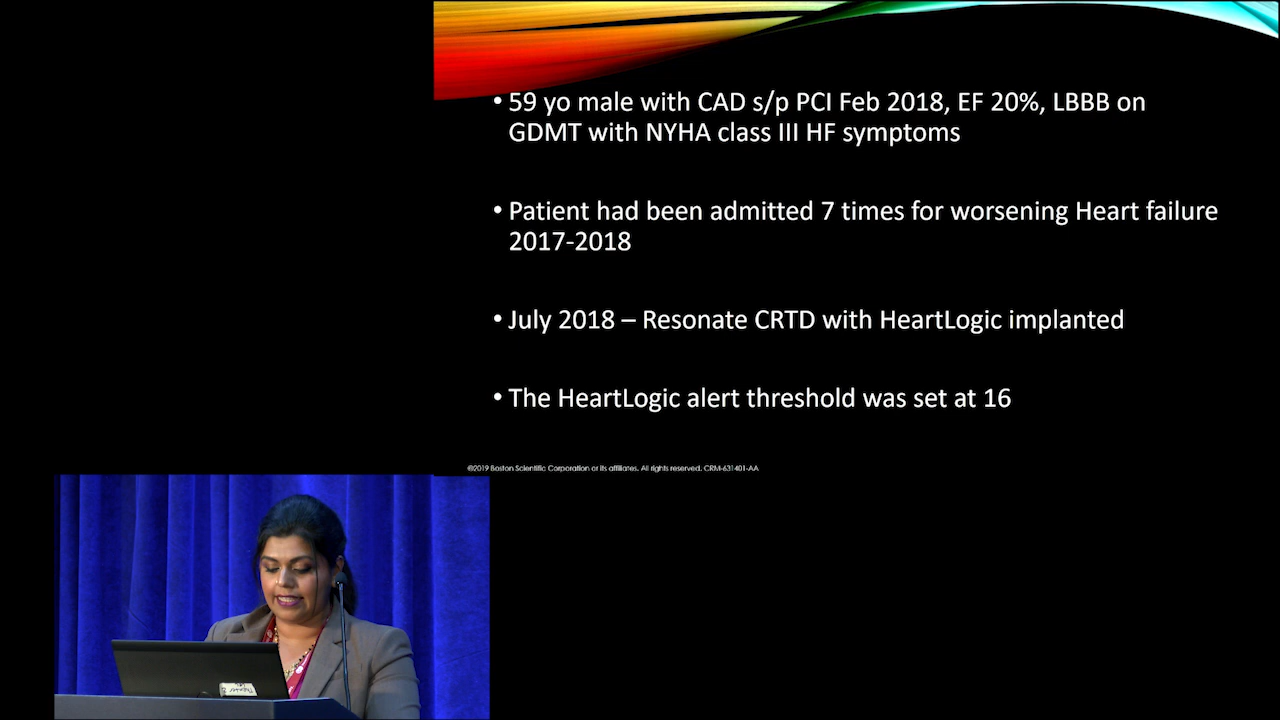 • 59 yo male with CAD s/p PCI Feb 2018, EF 20%, LBBB on
GDMT with NYHA class III HF symptoms
• Patient had been admitted 7 times for worsening Heart failure
2017-2018
• July 2018 – Resonate CRTD with HeartLogic implanted
• The HeartLogic alert threshold was set at 16
©2019 Boston Scientific Corporation or its affiliates. All rights reserved. CRM-631401-AA